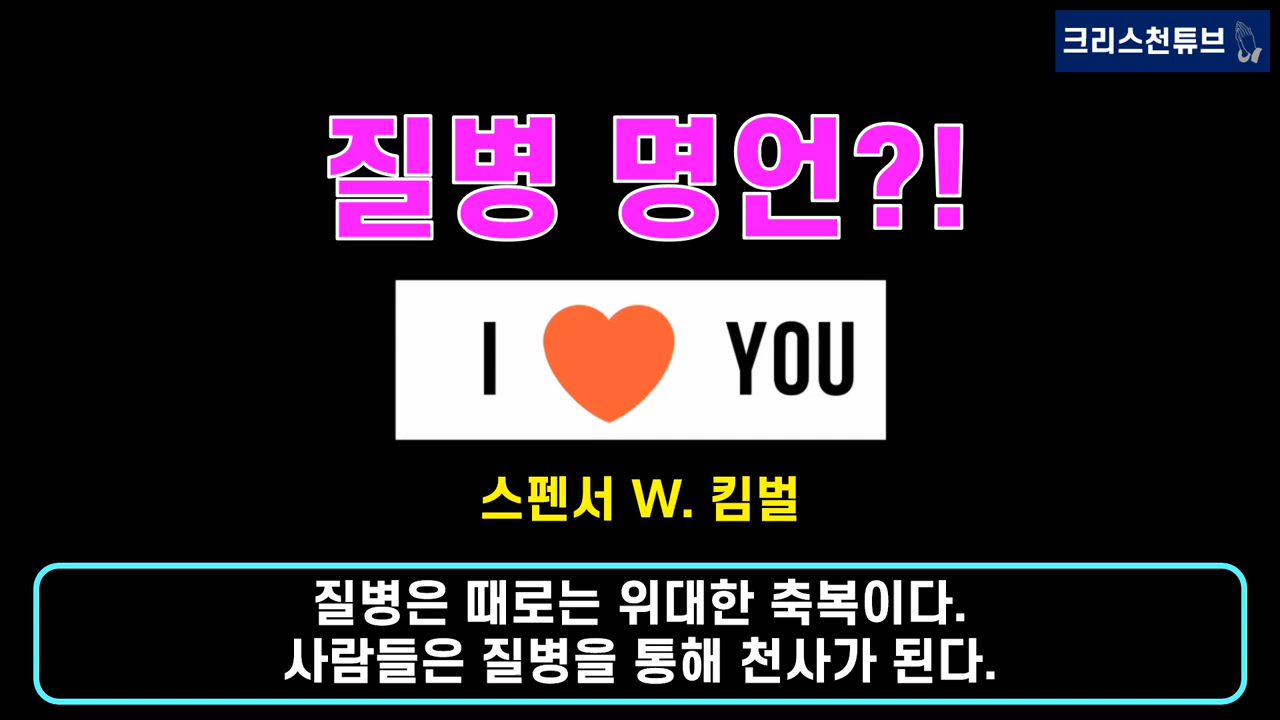 크리스천튜브
질병 명언?!
I YOU
스펜서 W. 킴벌
질병은 때로는 위대한 축복이다.
사람들은 질병을 통해 천사가 된다.